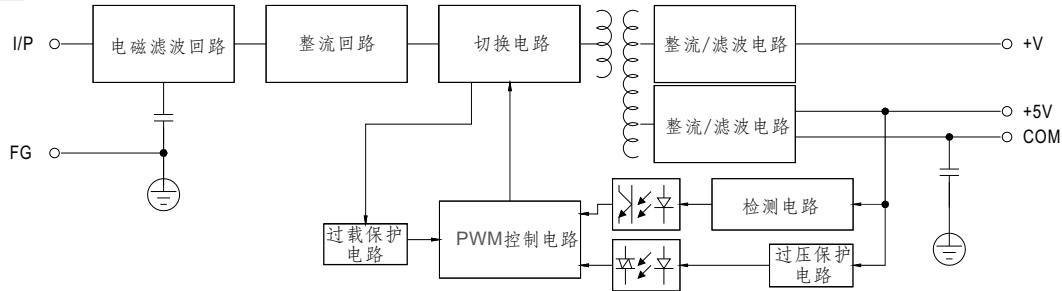 I/P
电磁滤波回路
整流回路
切换电路
整流/滤波电路
+V
整流/滤波电路
+5V
COM
FG
检测电路
过载保护
电路
PWM控制电路
过压保护
电路